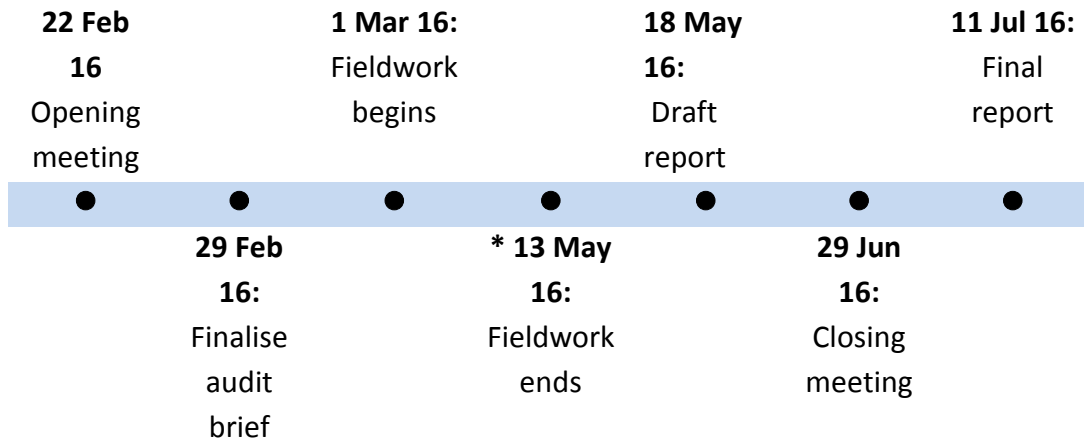 22 Feb
16
Opening
meeting
1 Mar 16:
Fieldwork
begins
18 May
16:
Draft
report
11 Jul 16:
Final
report
29 Feb
16:
Finalise
audit
brief
* 13 May
16:
Fieldwork
ends
29 Jun
16:
Closing
meeting